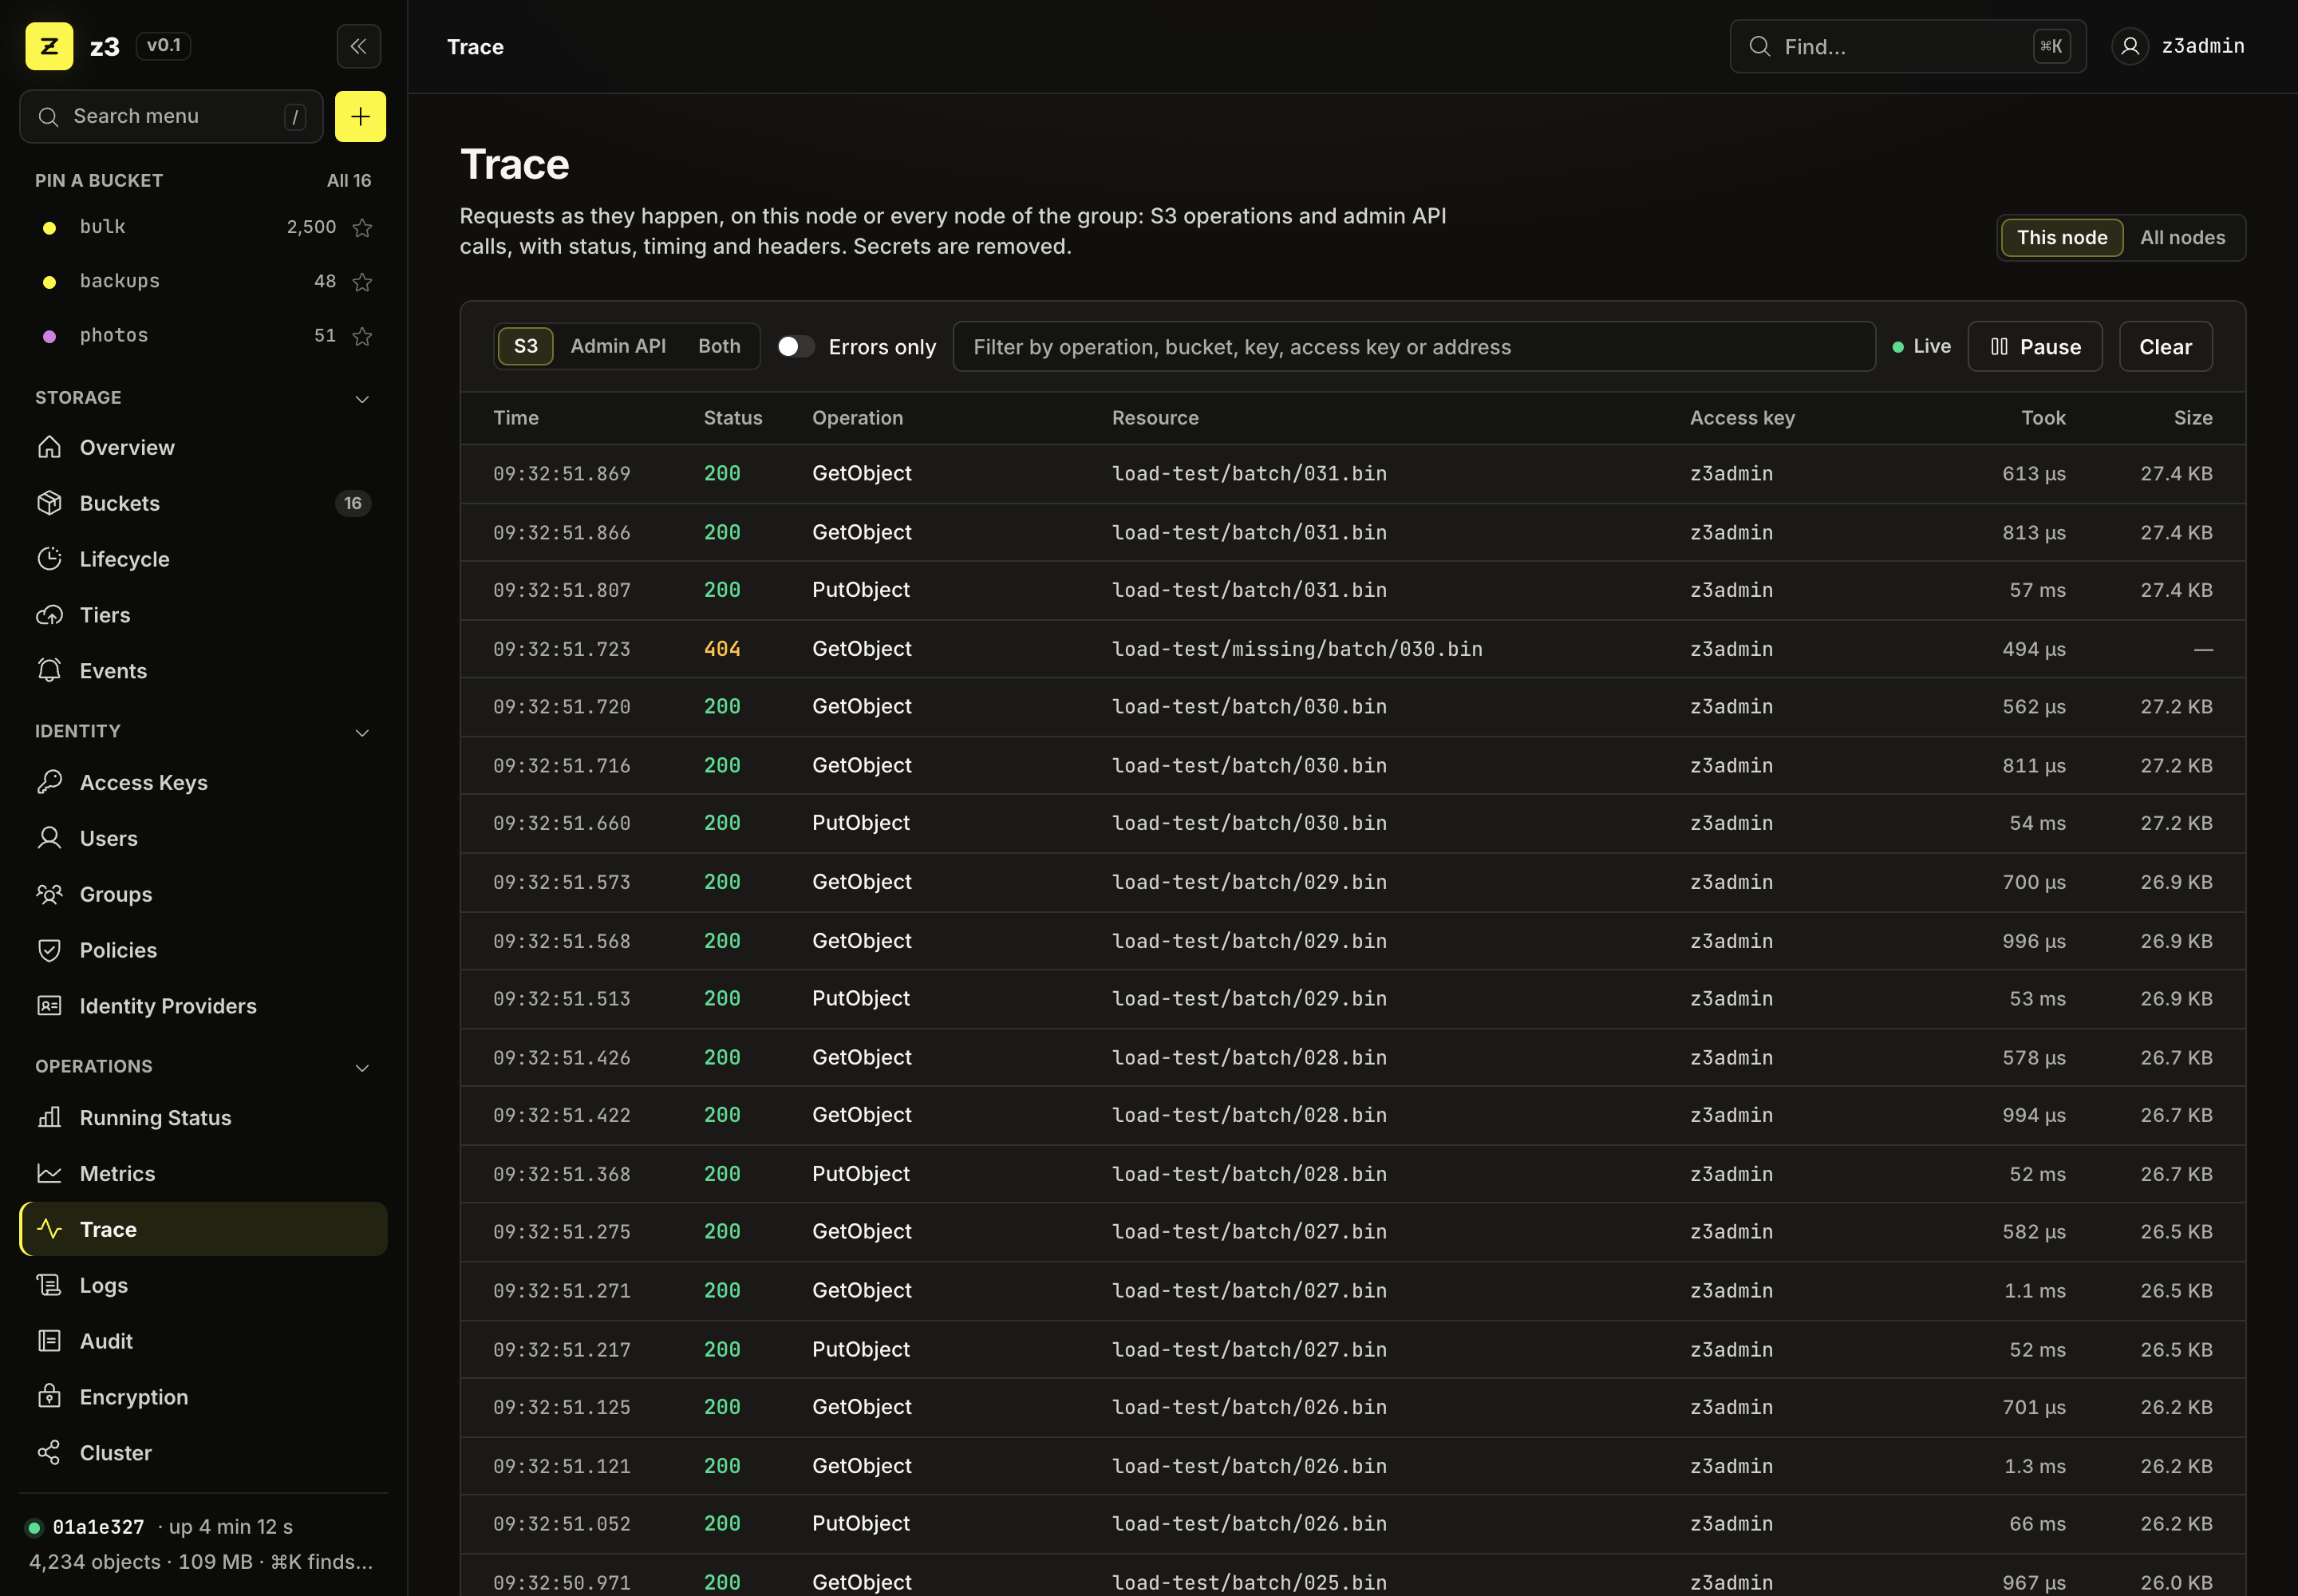 z3 v0.1
Search menu /
PIN A BUCKET All 16
bulk 2,500
backups 48
photos 51
STORAGE
Overview
Buckets 16
Lifecycle
Tiers
Events
IDENTITY
Access Keys
Users
Groups
Policies
Identity Providers
OPERATIONS
Running Status
Metrics
Trace
Logs
Audit
Encryption
Cluster
01a1e327 · up 4 min 12 s
4,234 objects · 109 MB · ⌘K finds...
Trace
Find... ⌘K z3admin
Trace
Requests as they happen, on this node or every node of the group: S3 operations and admin API
calls, with status, timing and headers. Secrets are removed.
This node All nodes
S3 Admin API Both Errors only Filter by operation, bucket, key, access key or address Live Pause Clear
Time Status Operation Resource Access key Took Size
09:32:51.869 200 GetObject load-test/batch/031.bin z3admin 613 µs 27.4 KB
09:32:51.866 200 GetObject load-test/batch/031.bin z3admin 813 µs 27.4 KB
09:32:51.807 200 PutObject load-test/batch/031.bin z3admin 57 ms 27.4 KB
09:32:51.723 404 GetObject load-test/missing/batch/030.bin z3admin 494 µs —
09:32:51.720 200 GetObject load-test/batch/030.bin z3admin 562 µs 27.2 KB
09:32:51.716 200 GetObject load-test/batch/030.bin z3admin 811 µs 27.2 KB
09:32:51.660 200 PutObject load-test/batch/030.bin z3admin 54 ms 27.2 KB
09:32:51.573 200 GetObject load-test/batch/029.bin z3admin 700 µs 26.9 KB
09:32:51.568 200 GetObject load-test/batch/029.bin z3admin 996 µs 26.9 KB
09:32:51.513 200 PutObject load-test/batch/029.bin z3admin 53 ms 26.9 KB
09:32:51.426 200 GetObject load-test/batch/028.bin z3admin 578 µs 26.7 KB
09:32:51.422 200 GetObject load-test/batch/028.bin z3admin 994 µs 26.7 KB
09:32:51.368 200 PutObject load-test/batch/028.bin z3admin 52 ms 26.7 KB
09:32:51.275 200 GetObject load-test/batch/027.bin z3admin 582 µs 26.5 KB
09:32:51.271 200 GetObject load-test/batch/027.bin z3admin 1.1 ms 26.5 KB
09:32:51.217 200 PutObject load-test/batch/027.bin z3admin 52 ms 26.5 KB
09:32:51.125 200 GetObject load-test/batch/026.bin z3admin 701 µs 26.2 KB
09:32:51.121 200 GetObject load-test/batch/026.bin z3admin 1.3 ms 26.2 KB
09:32:51.052 200 PutObject load-test/batch/026.bin z3admin 66 ms 26.2 KB
09:32:50.971 200 GetObject load-test/batch/025.bin z3admin 967 µs 26.0 KB